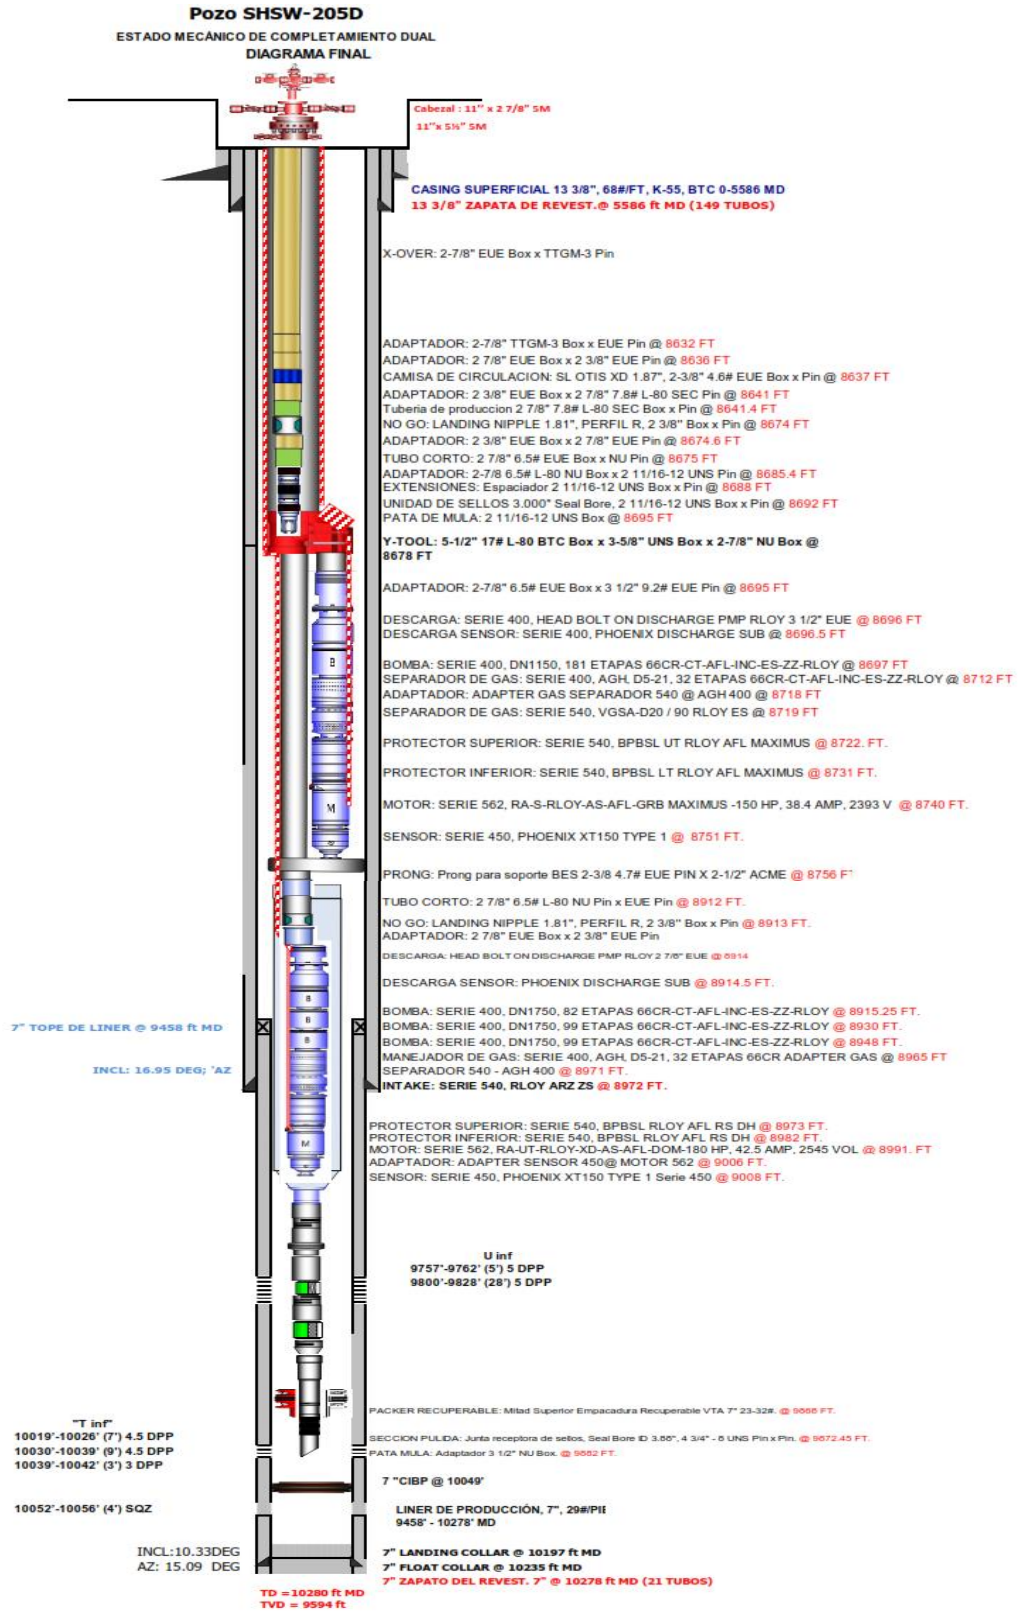 Pozo SHSW-205D
ESTADO MECÁNICO DE COMPLETAMIENTO DUAL
DIAGRAMA FINAL
Cabezal : 11" x 2 7/8" 5M
11"x 5½" 5M
CASING SUPERFICIAL 13 3/8", 68#/FT, K-55, BTC 0-5586 MD
13 3/8" ZAPATA DE REVEST.@ 5586 ft MD (149 TUBOS)
X-OVER: 2-7/8" EUE Box x TTGM-3 Pin
ADAPTADOR: 2-7/8" TTGM-3 Box x EUE Pin @ 8632 FT
ADAPTADOR: 2 7/8" EUE Box x 2 3/8" EUE Pin @ 8636 FT
CAMISA DE CIRCULACION: SL OTIS XD 1.87", 2-3/8" 4.6# EUE Box x Pin @ 8637 FT
ADAPTADOR: 2 3/8" EUE Box x 2 7/8" 7.8# L-80 SEC Pin @ 8641 FT
Tuberia de produccion 2 7/8" 7.8# L-80 SEC Box x Pin @ 8641.4 FT
NO GO: LANDING NIPPLE 1.81", PERFIL R, 2 3/8" Box x Pin @ 8674 FT
ADAPTADOR: 2 3/8" EUE Box x 2 7/8" EUE Pin @ 8674.6 FT
TUBO CORTO: 2 7/8" 6.5# EUE Box x NU Pin @ 8675 FT
ADAPTADOR: 2-7/8 6.5# L-80 NU Box x 2 11/16-12 UNS Pin @ 8685.4 FT
EXTENSIONES: Espaciador 2 11/16-12 UNS Box x Pin @ 8688 FT
UNIDAD DE SELLOS 3.000" Seal Bore, 2 11/16-12 UNS Box x Pin @ 8692 FT
PATA DE MULA: 2 11/16-12 UNS Box @ 8695 FT
Y-TOOL: 5-1/2" 17# L-80 BTC Box x 3-5/8" UNS Box x 2-7/8" NU Box @
8678 FT
ADAPTADOR: 2-7/8" 6.5# EUE Box x 3 1/2" 9.2# EUE Pin @ 8695 FT
DESCARGA: SERIE 400, HEAD BOLT ON DISCHARGE PMP RLOY 3 1/2" EUE @ 8696 FT
DESCARGA SENSOR: SERIE 400, PHOENIX DISCHARGE SUB @ 8696.5 FT
B
BOMBA: SERIE 400, DN1150, 181 ETAPAS 66CR-CT-AFL-INC-ES-ZZ-RLOY @ 8697 FT
SEPARADOR DE GAS: SERIE 400, AGH, D5-21, 32 ETAPAS 66CR-CT-AFL-INC-ES-ZZ-RLOY @ 8712 FT
ADAPTADOR: ADAPTER GAS SEPARADOR 540 @ AGH 400 @ 8718 FT
SEPARADOR DE GAS: SERIE 540, VGSA-D20 / 90 RLOY ES @ 8719 FT
PROTECTOR SUPERIOR: SERIE 540, BPBSL UT RLOY AFL MAXIMUS @ 8722. FT.
PROTECTOR INFERIOR: SERIE 540, BPBSL LT RLOY AFL MAXIMUS @ 8731 FT.
M
MOTOR: SERIE 562, RA-S-RLOY-AS-AFL-GRB MAXIMUS -150 HP, 38.4 AMP, 2393 V @ 8740 FT.
SENSOR: SERIE 450, PHOENIX XT150 TYPE 1 @ 8751 FT.
PRONG: Prong para soporte BES 2-3/8 4.7# EUE PIN X 2-1/2" ACME @ 8756 F
TUBO CORTO: 2 7/8" 6.5# L-80 NU Pin x EUE Pin @ 8912 FT.
NO GO: LANDING NIPPLE 1.81", PERFIL R, 2 3/8" Box x Pin @ 8913 FT.
ADAPTADOR: 2 7/8" EUE Box x 2 3/8" EUE Pin
DESCARGA: HEAD BOLT ON DISCHARGE PMP RLOY 2 7/8" EUE @ 8914
DESCARGA SENSOR: PHOENIX DISCHARGE SUB @ 8914.5 FT.
B
BOMBA: SERIE 400, DN1750, 82 ETAPAS 66CR-CT-AFL-INC-ES-ZZ-RLOY @ 8915.25 FT.
B
BOMBA: SERIE 400, DN1750, 99 ETAPAS 66CR-CT-AFL-INC-ES-ZZ-RLOY @ 8930 FT.
7" TOPE DE LINER @ 9458 ft MD
B
BOMBA: SERIE 400, DN1750, 99 ETAPAS 66CR-CT-AFL-INC-ES-ZZ-RLOY @ 8948 FT.
MANEJADOR DE GAS: SERIE 400, AGH, D5-21, 32 ETAPAS 66CR ADAPTER GAS @ 8965 FT
INCL: 16.95 DEG; 'AZ
SEPARADOR 540 - AGH 400 @ 8971 FT.
INTAKE: SERIE 540, RLOY ARZ ZS @ 8972 FT.
PROTECTOR SUPERIOR: SERIE 540, BPBSL RLOY AFL RS DH @ 8973 FT.
PROTECTOR INFERIOR: SERIE 540, BPBSL RLOY AFL RS DH @ 8982 FT.
M
MOTOR: SERIE 562, RA-UT-RLOY-XD-AS-AFL-DOM-180 HP, 42.5 AMP, 2545 VOL @ 8991. FT
ADAPTADOR: ADAPTER SENSOR 450@ MOTOR 562 @ 9006 FT.
SENSOR: SERIE 450, PHOENIX XT150 TYPE 1 Serie 450 @ 9008 FT.
U inf
9757'-9762' (5') 5 DPP
9800'-9828' (28') 5 DPP
PACKER RECUPERABLE: Mitad Superior Empacadura Recuperable VTA 7" 23-32#. @ 9866 FT.
"T inf"
10019'-10026' (7') 4.5 DPP
SECCION PULIDA: Junta receptora de sellos, Seal Bore ID 3.88", 4 3/4" - 8 UNS Pin x Pin. @ 9872.45 FT.
10030'-10039' (9') 4.5 DPP
PATA MULA: Adaptador 3 1/2" NU Box. @ 9882 FT.
10039'-10042' (3') 3 DPP
7 "CIBP @ 10049'
10052'-10056' (4') SQZ
LINER DE PRODUCCIÓN, 7", 29#/PIE
9458' - 10278' MD
INCL:10.33DEG
AZ: 15.09 DEG
7" LANDING COLLAR @ 10197 ft MD
7" FLOAT COLLAR @ 10235 ft MD
7" ZAPATO DEL REVEST. 7" @ 10278 ft MD (21 TUBOS)
TD =10280 ft MD
TVD = 9594 ft